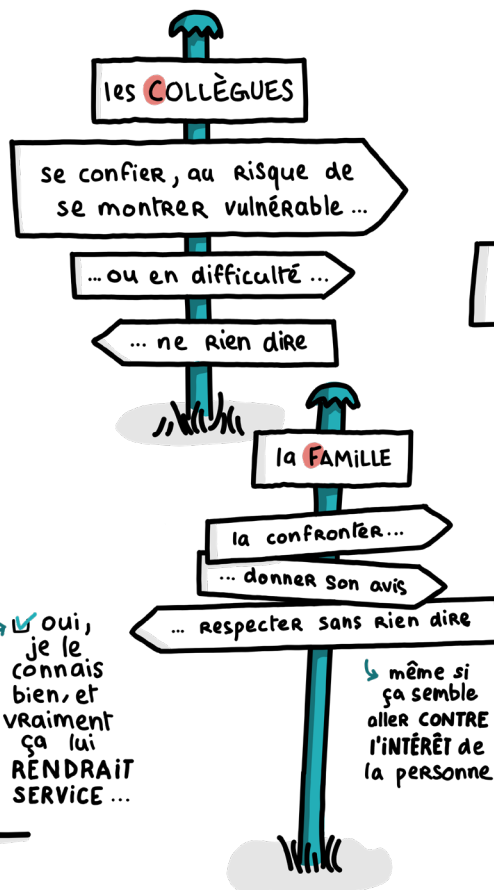 les COLLÈGUES
se confier, au risque de
se montrer vulnérable ...
... ou en difficulté ...
... ne rien dire
la FAMILLE
la confronter...
... donner son avis
... respecter sans rien dire
même si
ça semble
aller CONTRE
l'INTÉRÊT de
la personne
oui,
je le
connais
bien, et
vraiment
ça lui
RENDRAIT
SERVICE ...